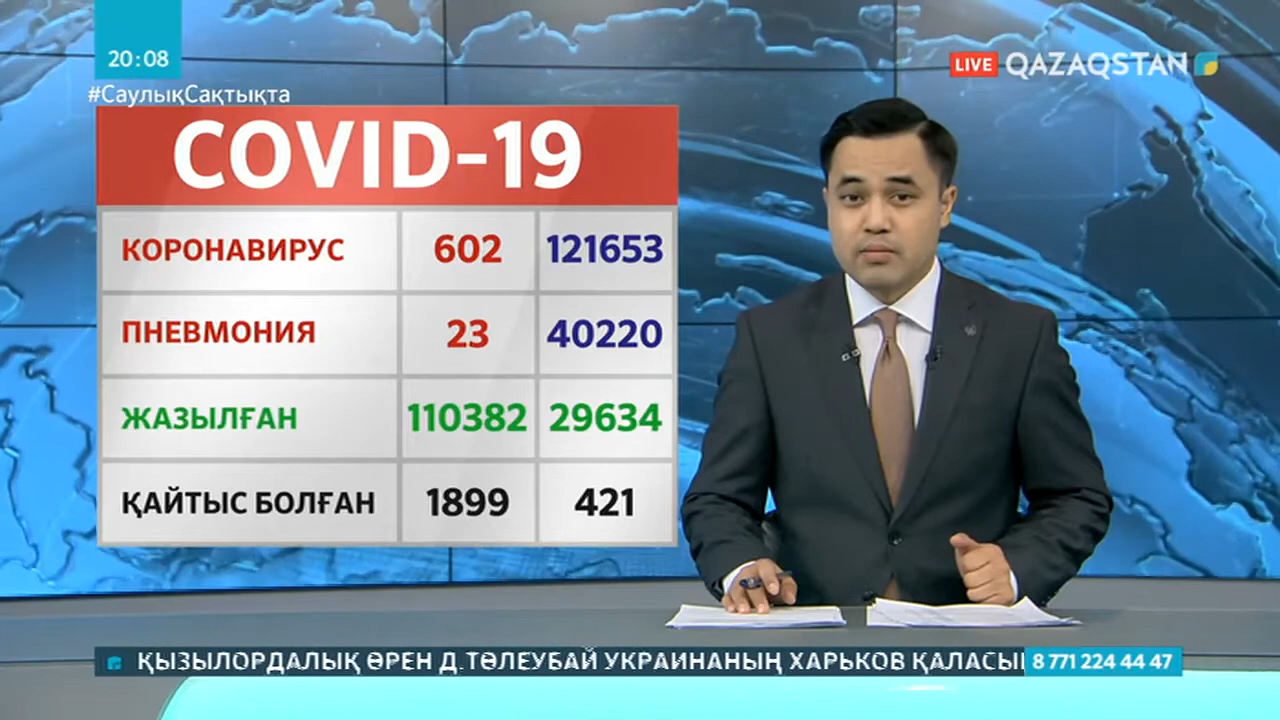 20:08
LIVE QAZAQSTAN
#СаулықСақтықта
COVID-19
КОРОНАВИРУС 602 121653
ПНЕВМОНИЯ 23 40220
ЖАЗЫЛҒАН 110382 29634
ҚАЙТЫС БОЛҒАН 1899 421
ҚЫЗЫЛОРДАЛЫҚ ӨРЕН Д.ТӨЛЕУБАЙ УКРАИНАНЫҢ ХАРЬКОВ 8 771 224 44 47